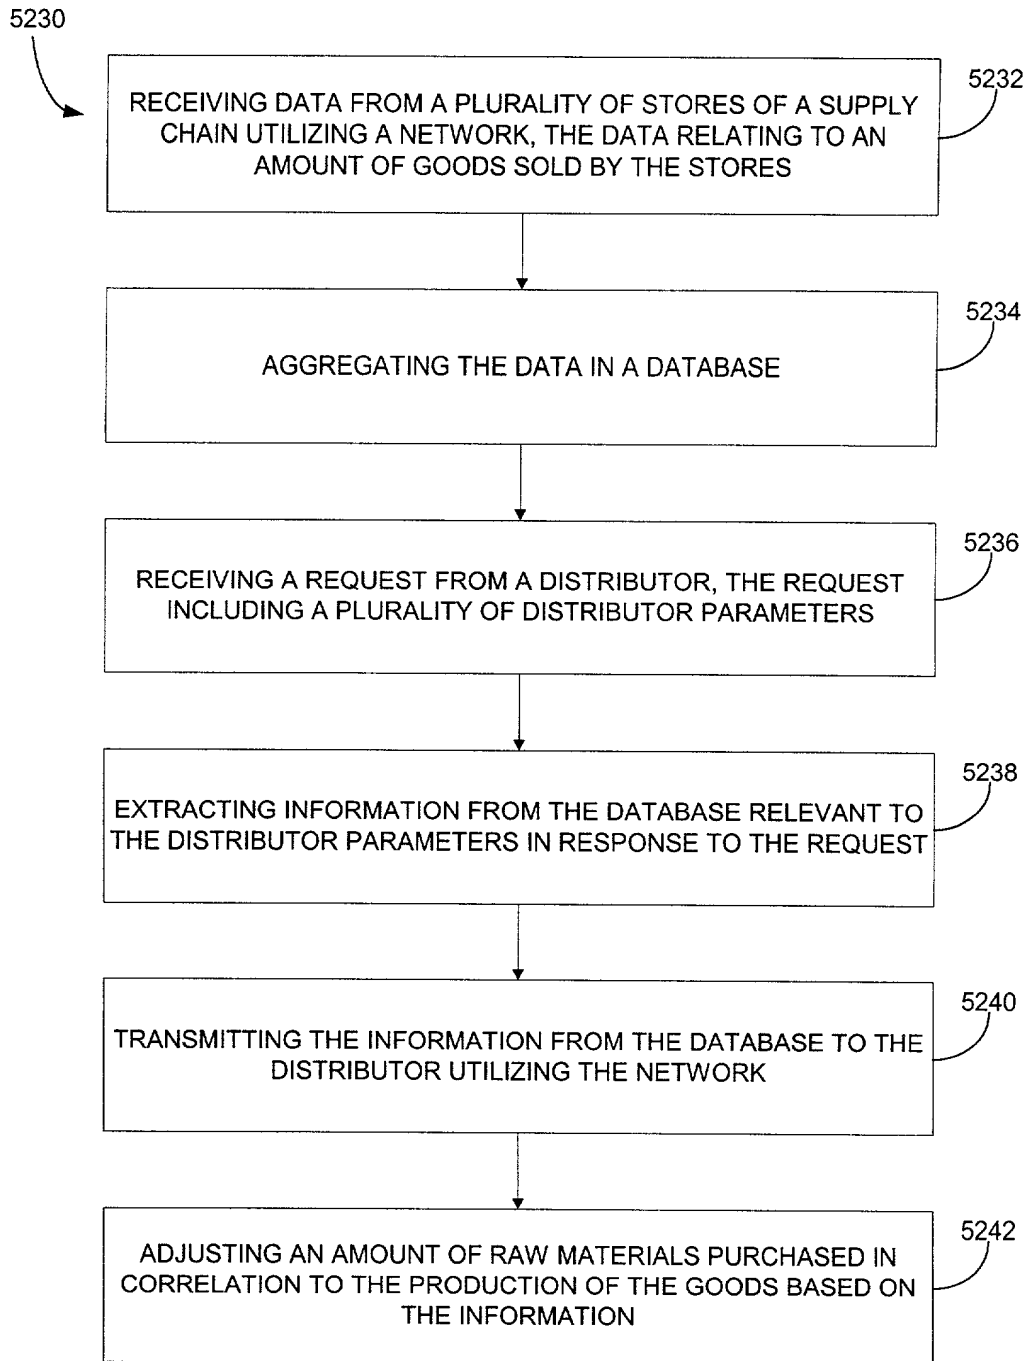 5230
5232
RECEIVING DATA FROM A PLURALITY OF STORES OF A SUPPLY
CHAIN UTILIZING A NETWORK, THE DATA RELATING TO AN
AMOUNT OF GOODS SOLD BY THE STORES
5234
AGGREGATING THE DATA IN A DATABASE
5236
RECEIVING A REQUEST FROM A DISTRIBUTOR, THE REQUEST
INCLUDING A PLURALITY OF DISTRIBUTOR PARAMETERS
5238
EXTRACTING INFORMATION FROM THE DATABASE RELEVANT TO
THE DISTRIBUTOR PARAMETERS IN RESPONSE TO THE REQUEST
5240
TRANSMITTING THE INFORMATION FROM THE DATABASE TO THE
DISTRIBUTOR UTILIZING THE NETWORK
5242
ADJUSTING AN AMOUNT OF RAW MATERIALS PURCHASED IN
CORRELATION TO THE PRODUCTION OF THE GOODS BASED ON
THE INFORMATION